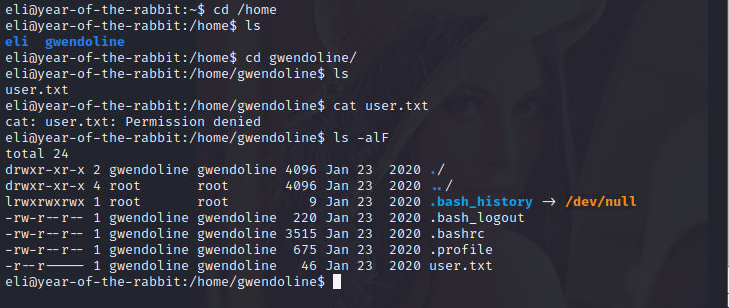 eli@year-of-the-rabbit:~$ cd /home
eli@year-of-the-rabbit:/home$ ls
eli  gwendoline
eli@year-of-the-rabbit:/home$ cd gwendoline/
eli@year-of-the-rabbit:/home/gwendoline$ ls
user.txt
eli@year-of-the-rabbit:/home/gwendoline$ cat user.txt
cat: user.txt: Permission denied
eli@year-of-the-rabbit:/home/gwendoline$ ls -alF
total 24
drwxr-xr-x 2 gwendoline gwendoline 4096 Jan 23  2020 ./
drwxr-xr-x 4 root       root       4096 Jan 23  2020 ../
lrwxrwxrwx 1 root       root          9 Jan 23  2020 .bash_history -> /dev/null
-rw-r--r-- 1 gwendoline gwendoline  220 Jan 23  2020 .bash_logout
-rw-r--r-- 1 gwendoline gwendoline 3515 Jan 23  2020 .bashrc
-rw-r--r-- 1 gwendoline gwendoline  675 Jan 23  2020 .profile
-r--r----- 1 gwendoline gwendoline   46 Jan 23  2020 user.txt
eli@year-of-the-rabbit:/home/gwendoline$